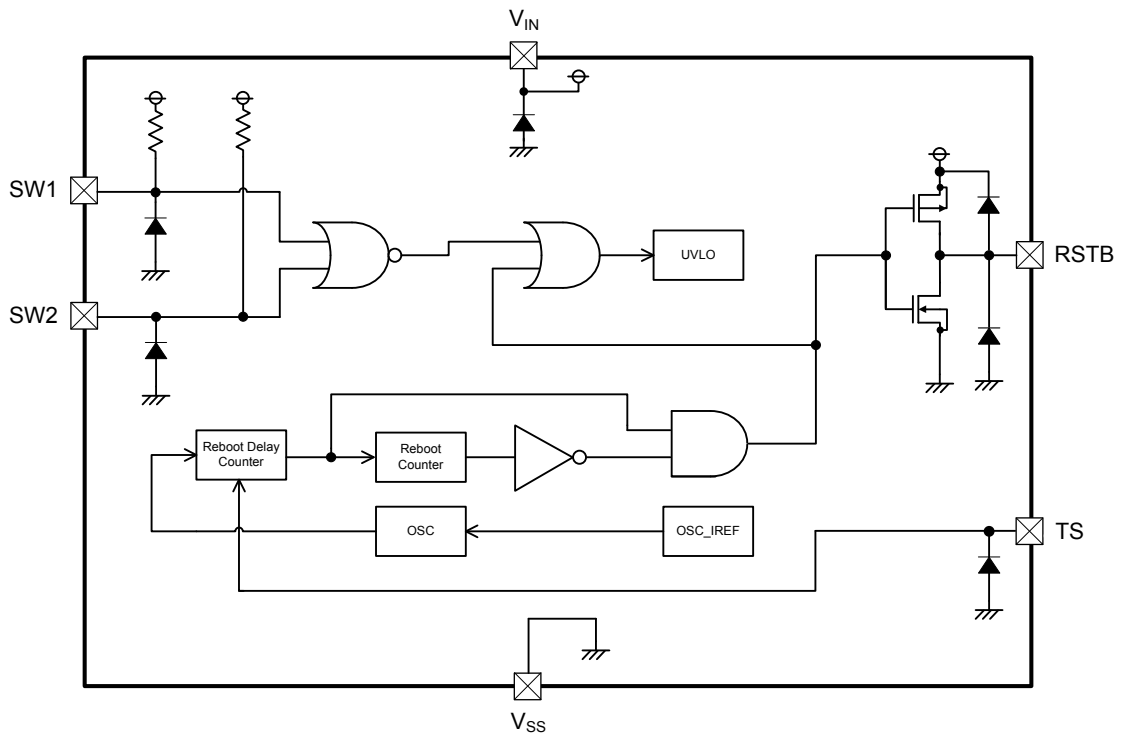 VIN
SW1
SW2
UVLO
RSTB
Reboot Delay
Counter
Reboot
Counter
OSC
OSC_IREF
TS
VSS